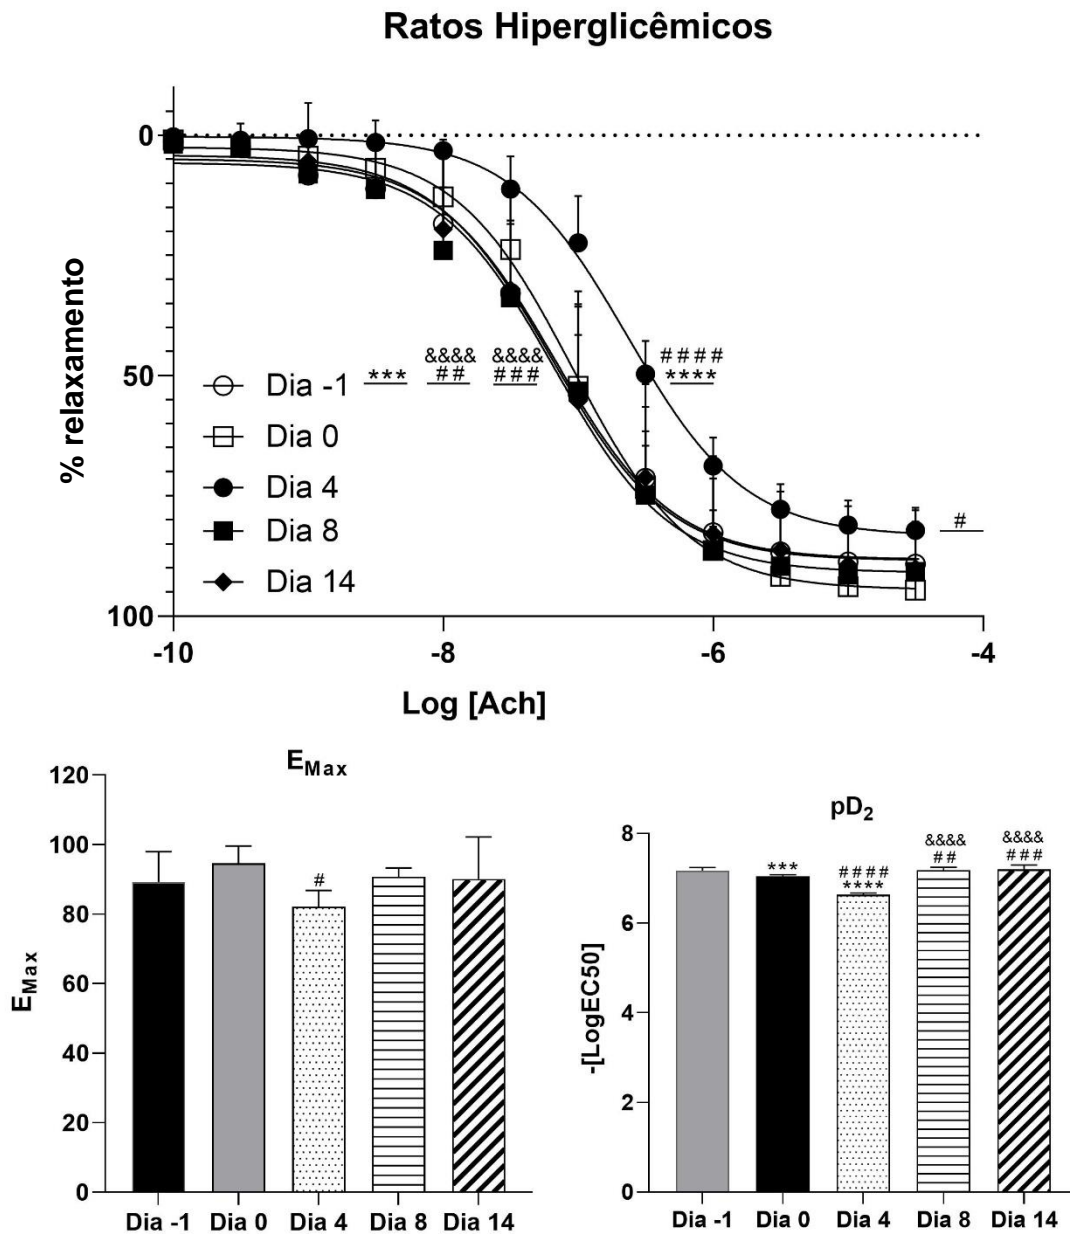 Ratos Hiperglicêmicos
% relaxamento
0
50
100
&&&& &&&& ####
*** ## ### ****
#
Dia -1
Dia 0
Dia 4
Dia 8
Dia 14
-10 -8 -6 -4
Log [Ach]
EMax
EMax
120
100
80
60
40
20
0
#
Dia -1 Dia 0 Dia 4 Dia 8 Dia 14
pD2
-[LogEC50]
8
6
4
2
0
&&&& &&&&
*** #### ## ###
****
Dia -1 Dia 0 Dia 4 Dia 8 Dia 14